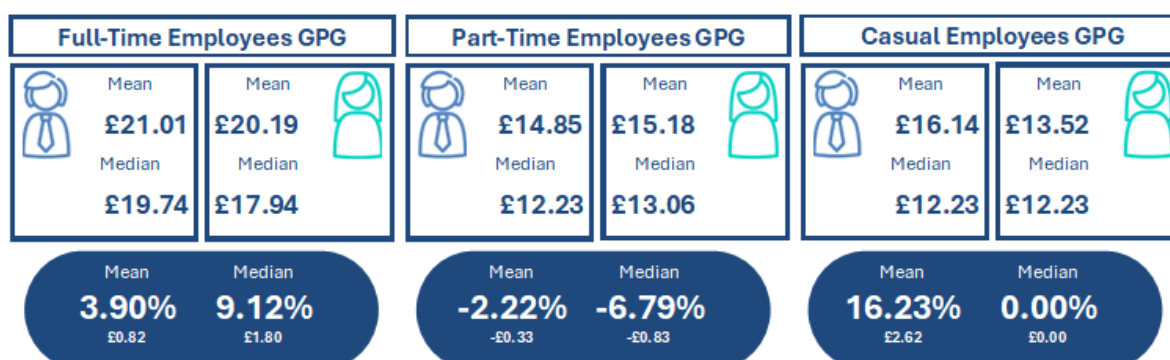 Full-Time Employees GPG
Mean Mean
£21.01 £20.19
Median Median
£19.74 £17.94
Mean Median
3.90% 9.12%
£0.82 £1.80
Part-Time Employees GPG
Mean Mean
£14.85 £15.18
Median Median
£12.23 £13.06
Mean Median
-2.22% -6.79%
-£0.33 -£0.83
Casual Employees GPG
Mean Mean
£16.14 £13.52
Median Median
£12.23 £12.23
Mean Median
16.23% 0.00%
£2.62 £0.00